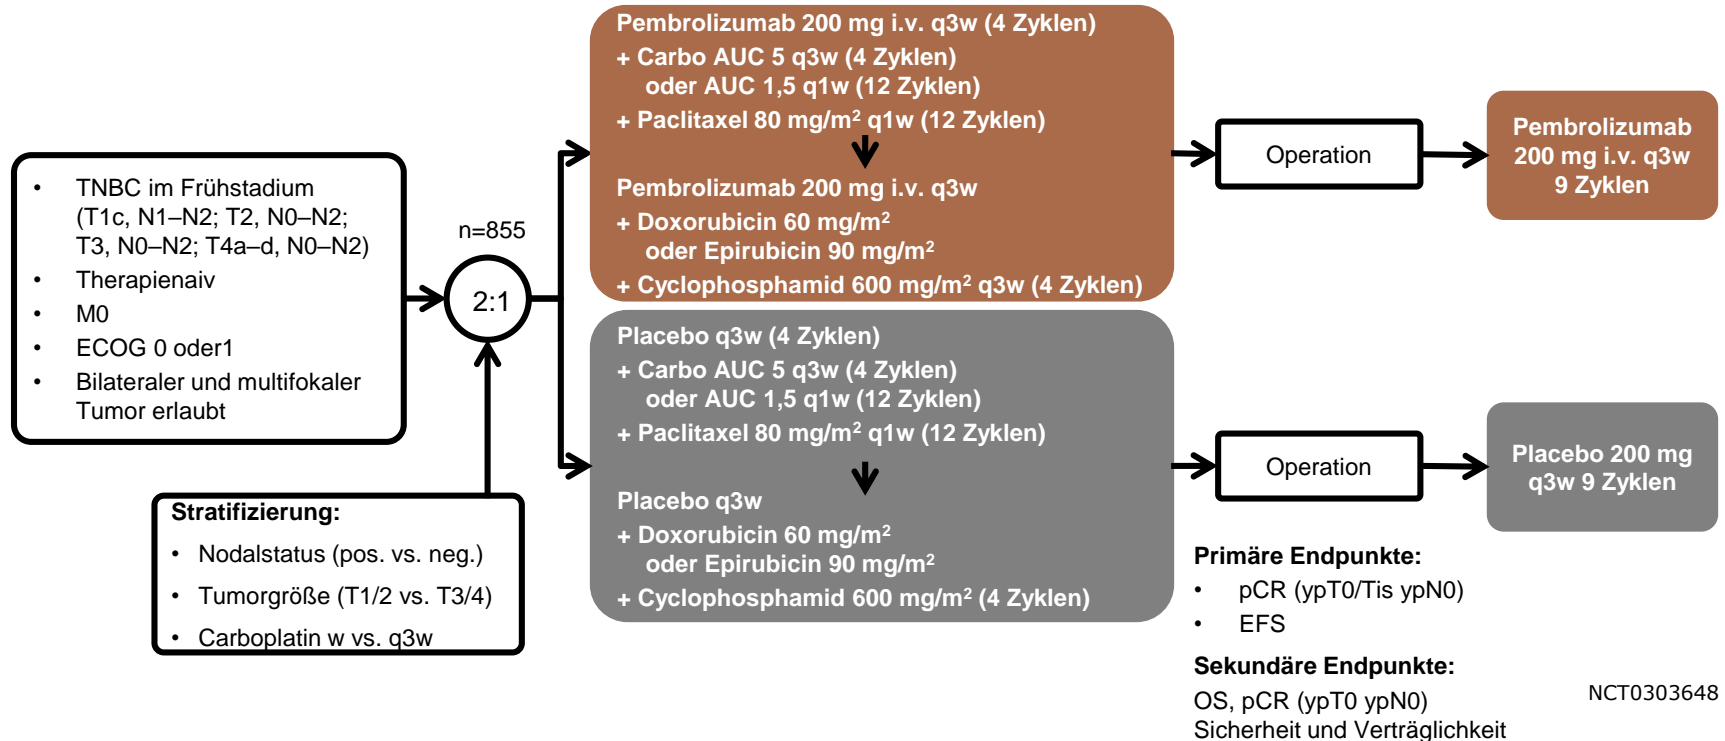 • TNBC im Frühstadium
(T1c, N1–N2; T2, N0–N2;
T3, N0–N2; T4a–d, N0–N2)
• Therapienaiv
• M0
• ECOG 0 oder1
• Bilateraler und multifokaler
Tumor erlaubt
Stratifizierung:
• Nodalstatus (pos. vs. neg.)
• Tumorgröße (T1/2 vs. T3/4)
• Carboplatin w vs. q3w
n=855
2:1
Pembrolizumab 200 mg i.v. q3w (4 Zyklen)
+ Carbo AUC 5 q3w (4 Zyklen)
oder AUC 1,5 q1w (12 Zyklen)
+ Paclitaxel 80 mg/m² q1w (12 Zyklen)
Pembrolizumab 200 mg i.v. q3w
+ Doxorubicin 60 mg/m²
oder Epirubicin 90 mg/m²
+ Cyclophosphamid 600 mg/m² q3w (4 Zyklen)
Operation
Pembrolizumab
200 mg i.v. q3w
9 Zyklen
Placebo q3w (4 Zyklen)
+ Carbo AUC 5 q3w (4 Zyklen)
oder AUC 1,5 q1w (12 Zyklen)
+ Paclitaxel 80 mg/m² q1w (12 Zyklen)
Placebo q3w
+ Doxorubicin 60 mg/m²
oder Epirubicin 90 mg/m²
+ Cyclophosphamid 600 mg/m² (4 Zyklen)
Operation
Placebo 200 mg
q3w 9 Zyklen
Primäre Endpunkte:
• pCR (ypT0/Tis ypN0)
• EFS
Sekundäre Endpunkte:
OS, pCR (ypT0 ypN0)
Sicherheit und Verträglichkeit
NCT0303648